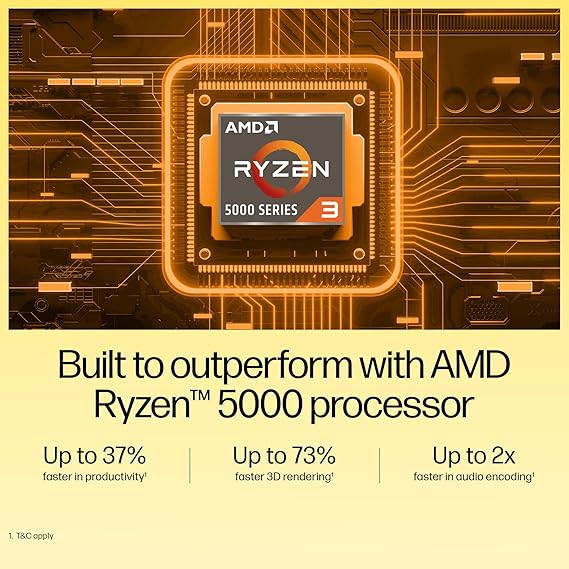 AMD
RYZEN
5000 SERIES 3
Built to outperform with AMD
Ryzen™ 5000 processor
Up to 37%
faster in productivity¹
Up to 73%
faster 3D rendering¹
Up to 2x
faster in audio encoding¹
1. T&C apply